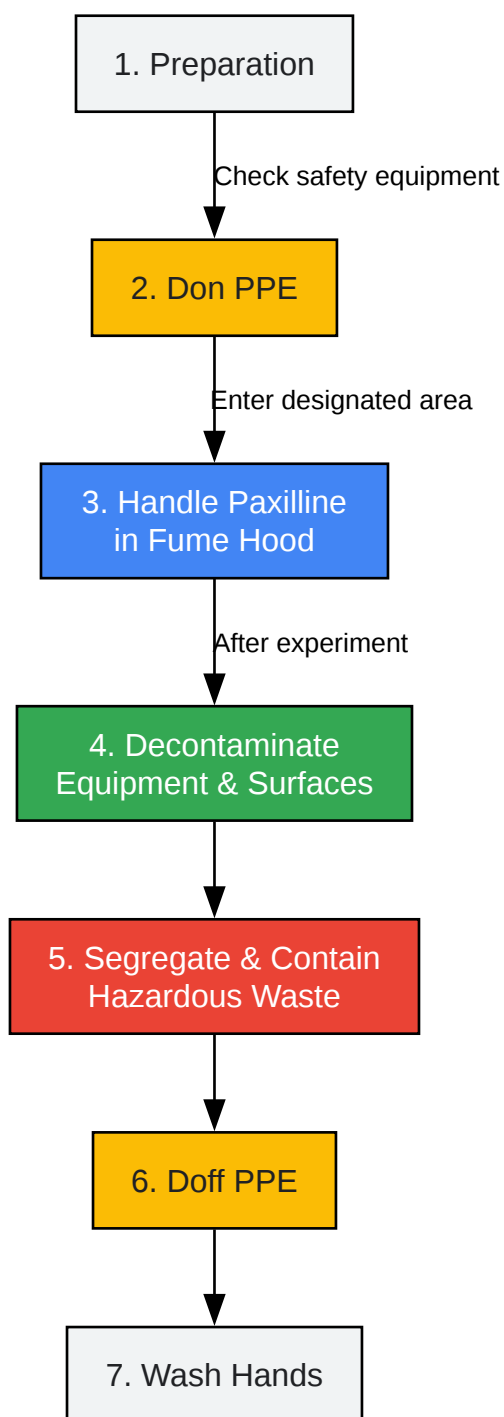 1. Preparation
Check safety equipment
2. Don PPE
Enter designated area
3. Handle Paxilline
in Fume Hood
After experiment
4. Decontaminate
Equipment & Surfaces
5. Segregate & Contain
Hazardous Waste
6. Doff PPE
7. Wash Hands